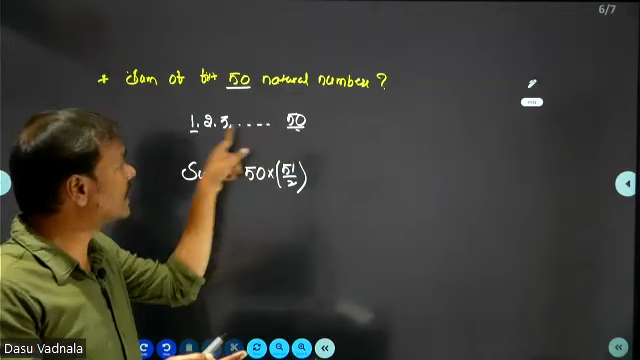 6/7
* Sum of first 50 natural numbers ?
1, 2, 3, . . . . 50
50 × (51/2)
Dasu Vadnala